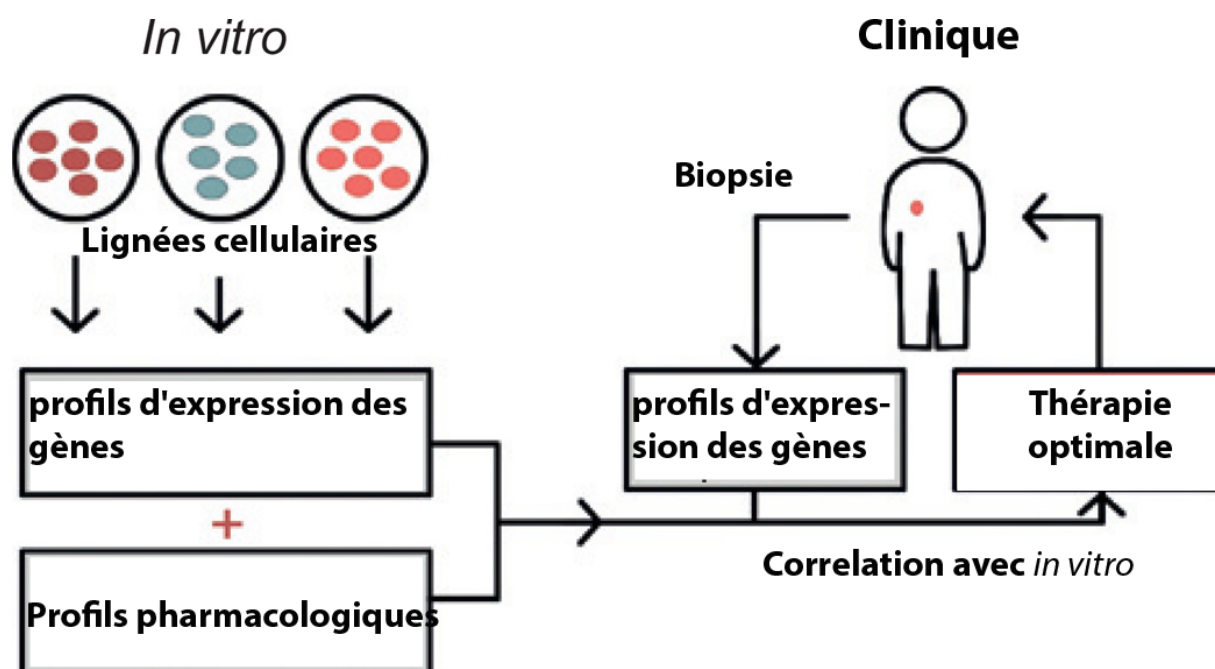 In vitro
Lignées cellulaires
profils d'expression des
gènes
+
Profils pharmacologiques
Clinique
Biopsie
profils d'expres-
sion des gènes
Thérapie
optimale
Correlation avec in vitro